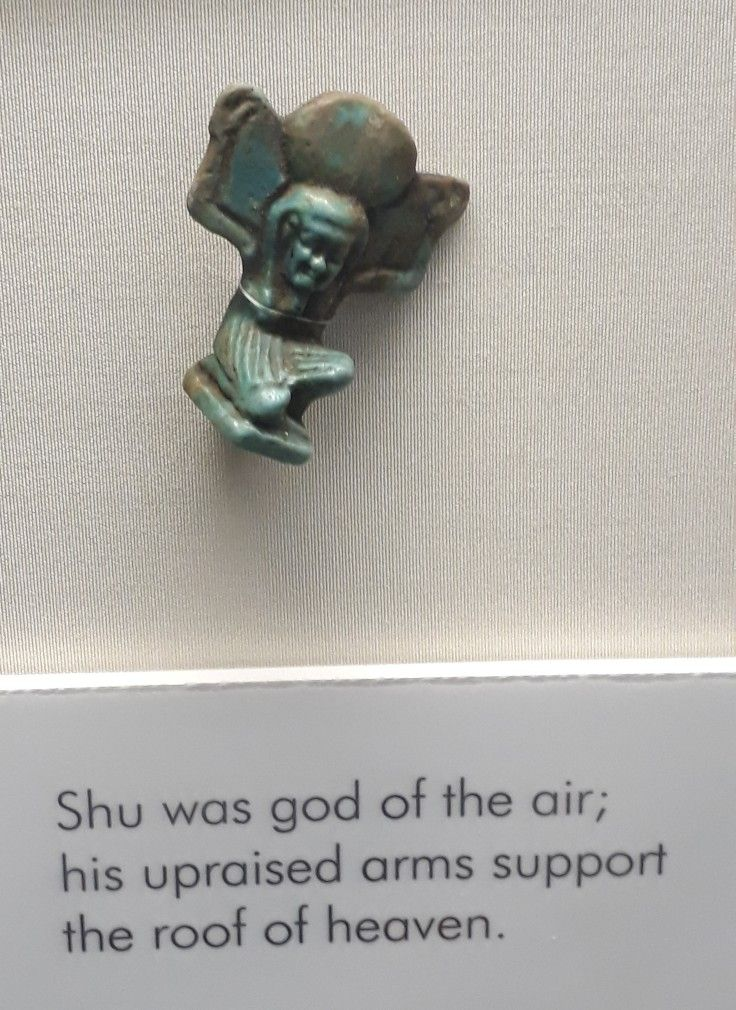 Shu was god of the air;
his upraised arms support
the roof of heaven.